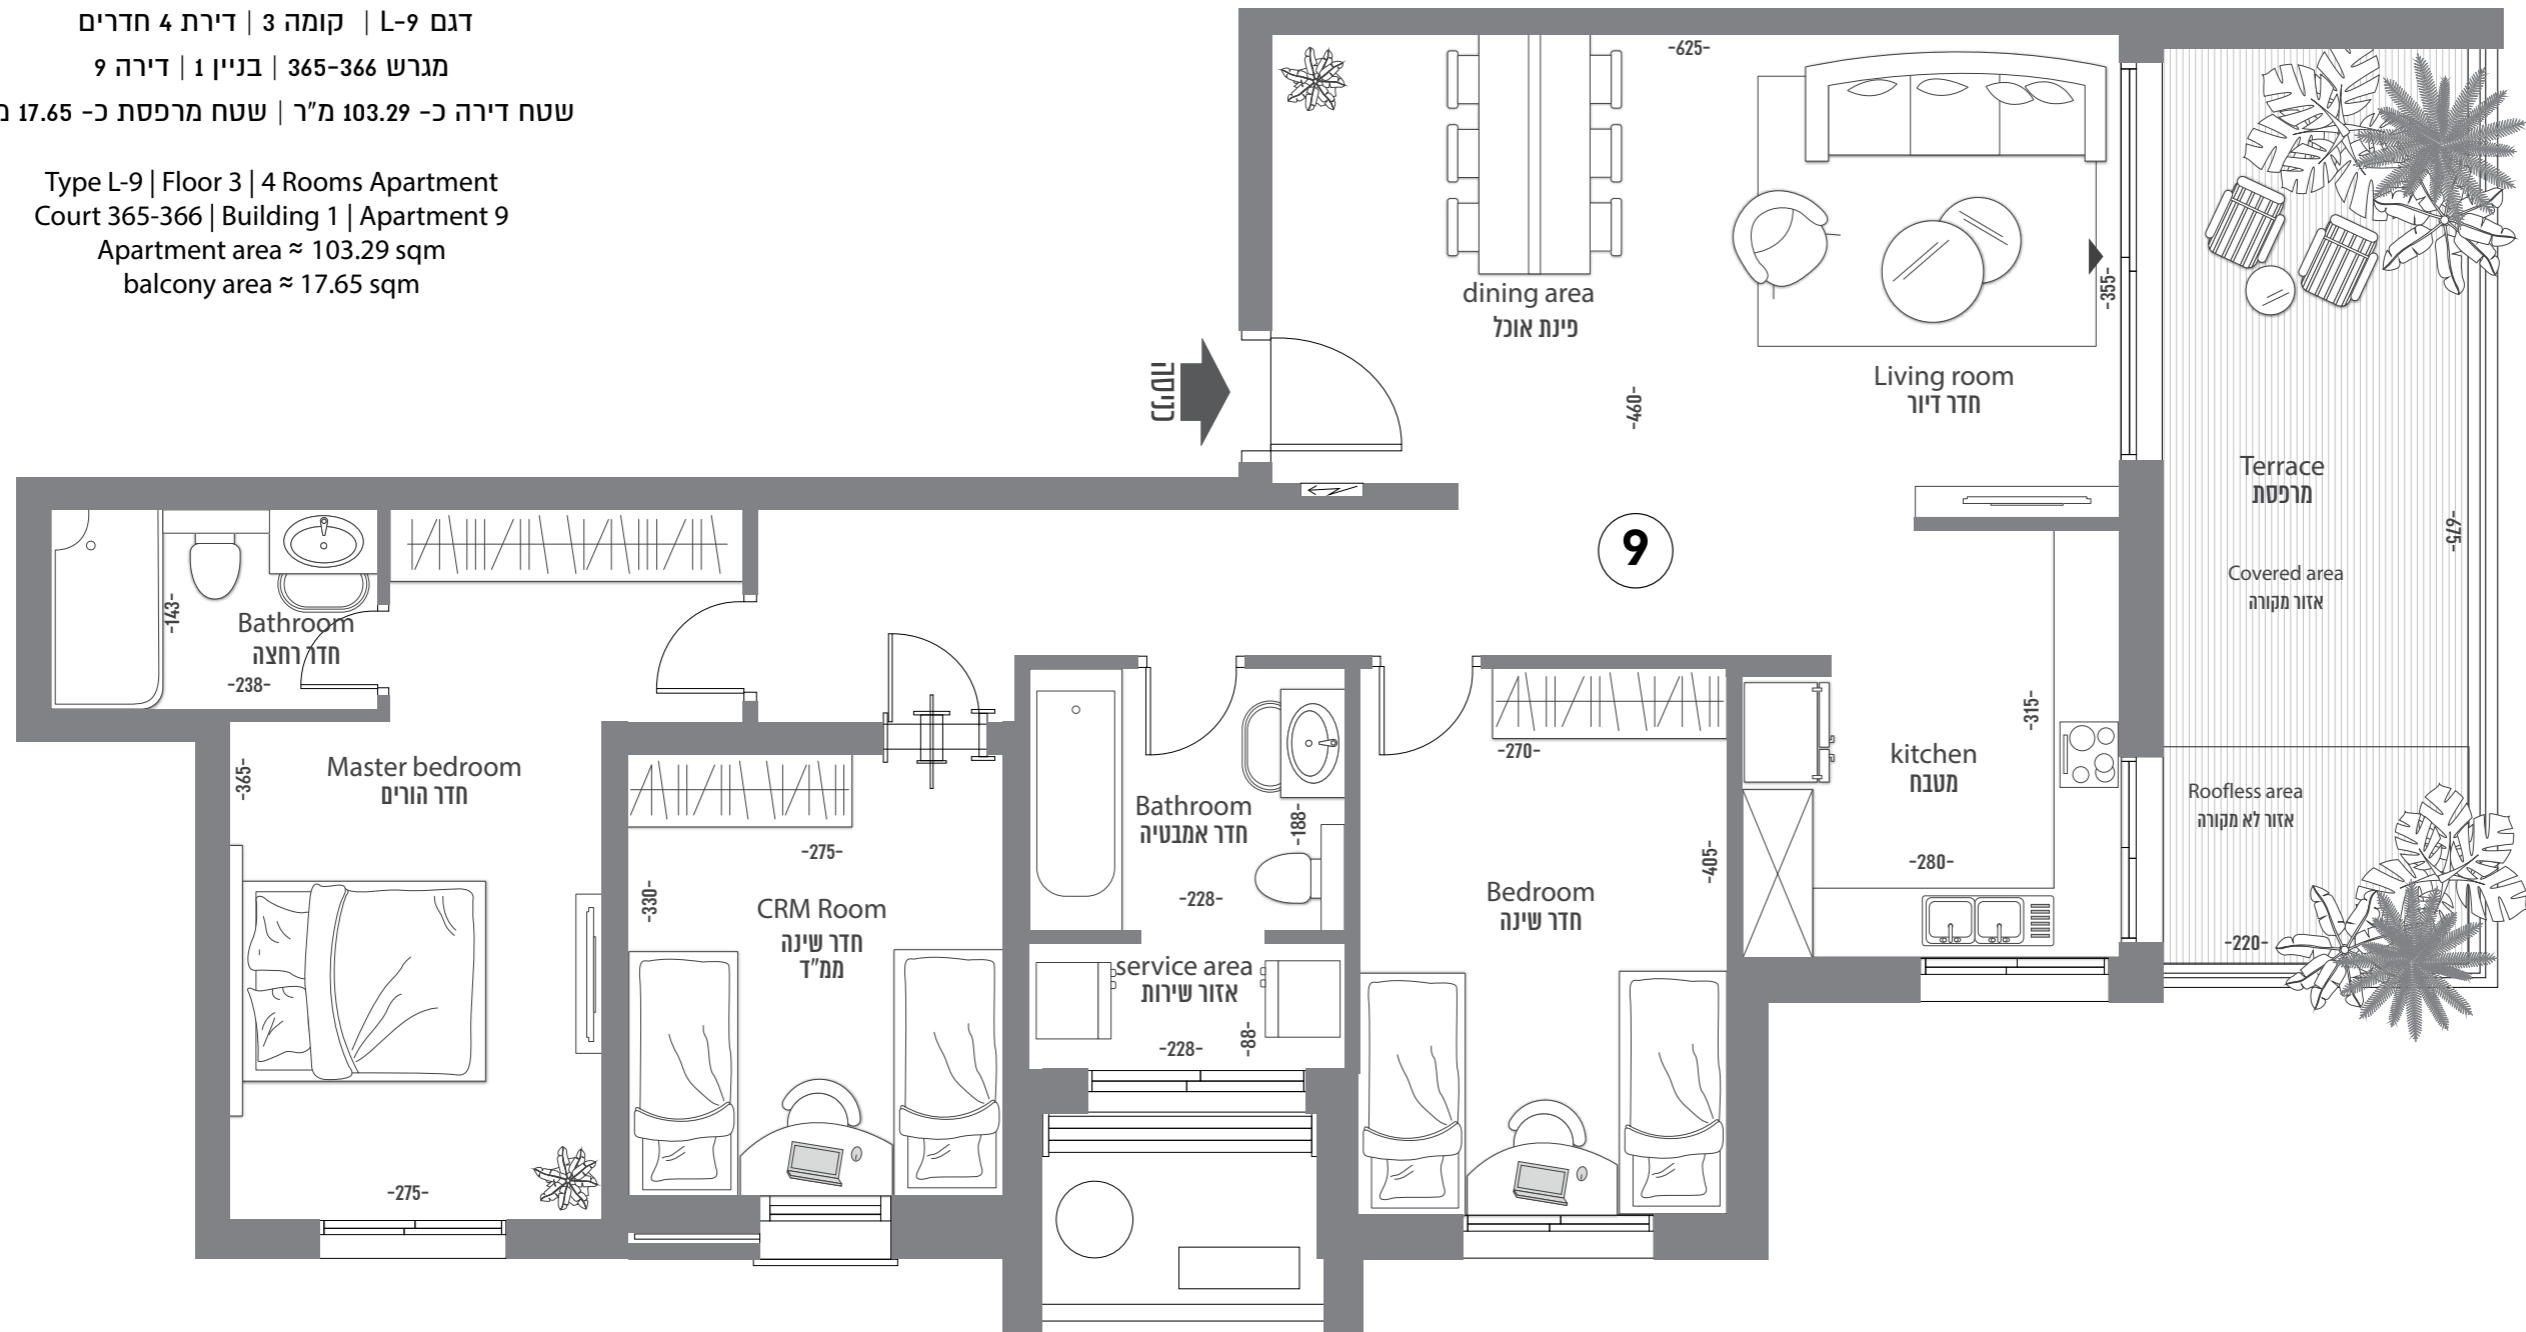 דגם L-9 | קומה 3 | דירת 4 חדרים
מגרש 365-366 | בניין 1 | דירה 9
שטח דירה כ- 103.29 מ"ר | שטח מרפסת כ- 17.65
Type L-9 | Floor 3 | 4 Rooms Apartment
Court 365-366 | Building 1 | Apartment 9
Apartment area ≈ 103.29 sqm
balcony area ≈ 17.65 sqm
-625-
dining area
פינת אוכל
-355-
כניסה
-460-
Living room
חדר דיור
Terrace
מרפסת
-675-
9
Covered area
אזור מקורה
-143-
Bathroom
חדר רחצה
-238-
-365-
Master bedroom
חדר הורים
-275-
-275-
-330-
CRM Room
חדר שינה
ממ"ד
Bathroom
חדר אמבטיה
-188-
-228-
service area
אזור שירות
-228-
-88-
-270-
-405-
Bedroom
חדר שינה
-315-
kitchen
מטבח
-280-
Roofless area
אזור לא מקורה
-220-